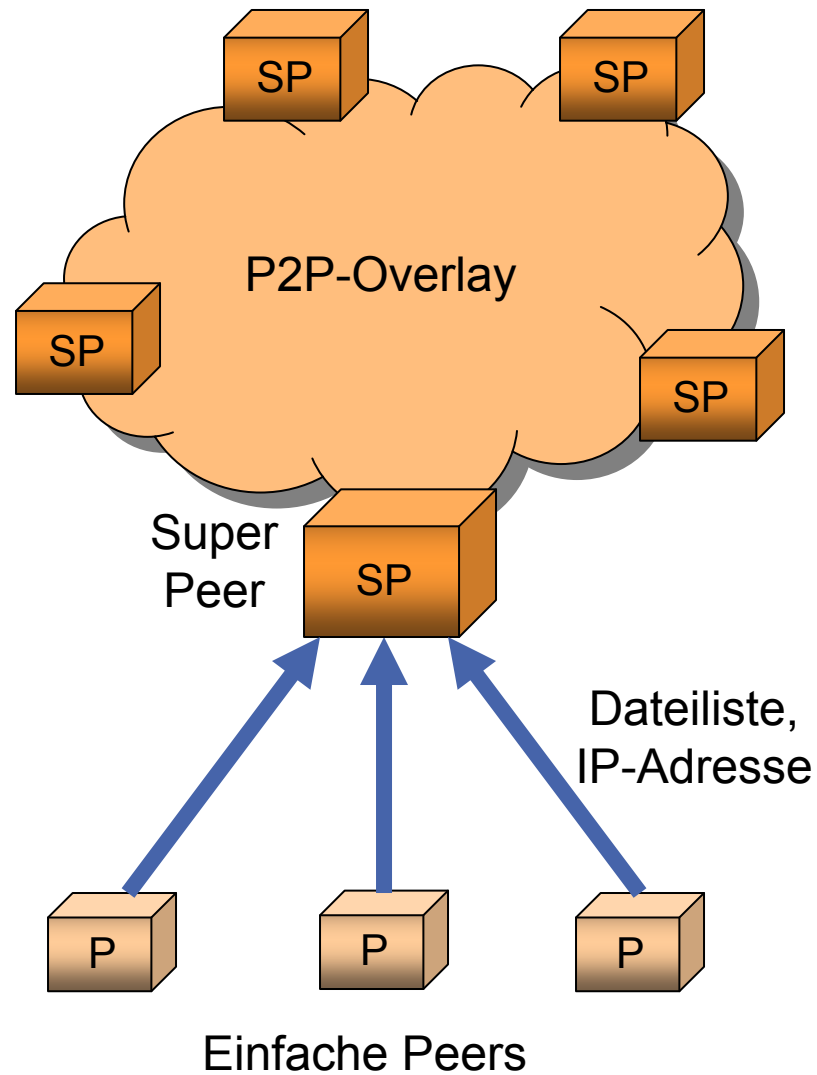 SP
SP
P2P-Overlay
SP
SP
Super
Peer
SP
Dateiliste,
IP-Adresse
P
P
P
Einfache Peers